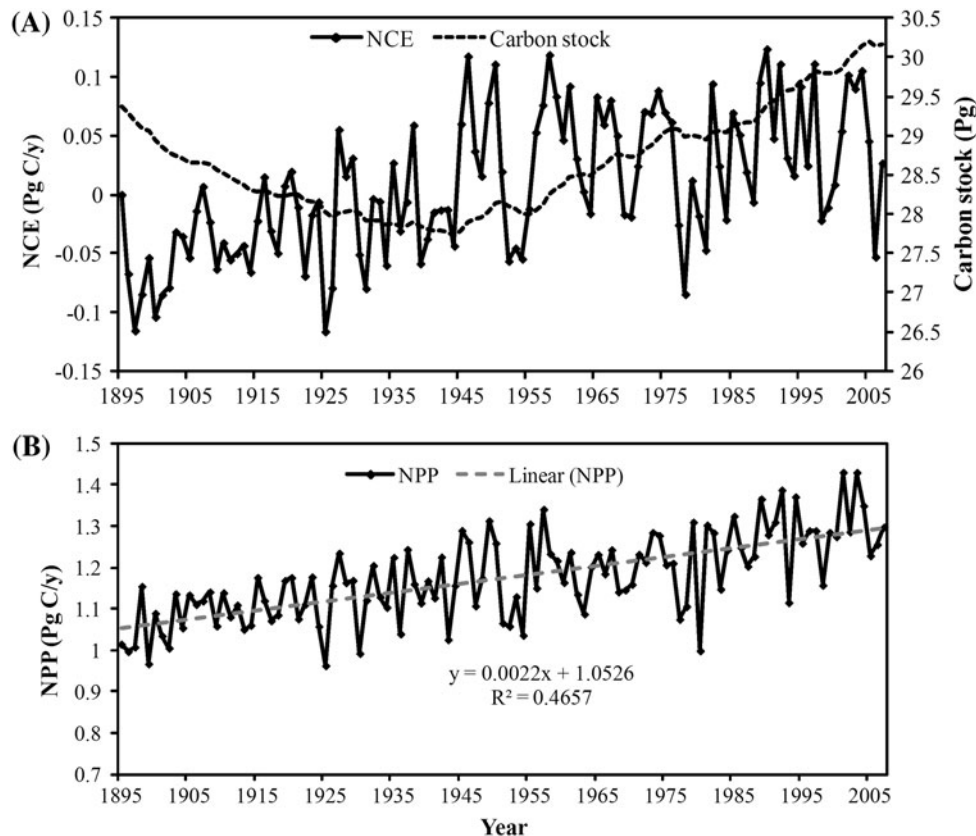 (A)
NCE
Carbon stock
NCE (Pg C/y)
0.15
0.1
0.05
0
-0.05
-0.1
-0.15
30.5
30
29.5
29
28.5
28
27.5
27
26.5
26
Carbon stock (Pg)
1895 1905 1915 1925 1935 1945 1955 1965 1975 1985 1995 2005
(B)
NPP
Linear (NPP)
NPP (Pg C/y)
1.5
1.4
1.3
1.2
1.1
1
0.9
0.8
0.7
y = 0.0022x + 1.0526
R² = 0.4657
1895 1905 1915 1925 1935 1945 1955 1965 1975 1985 1995 2005
Year